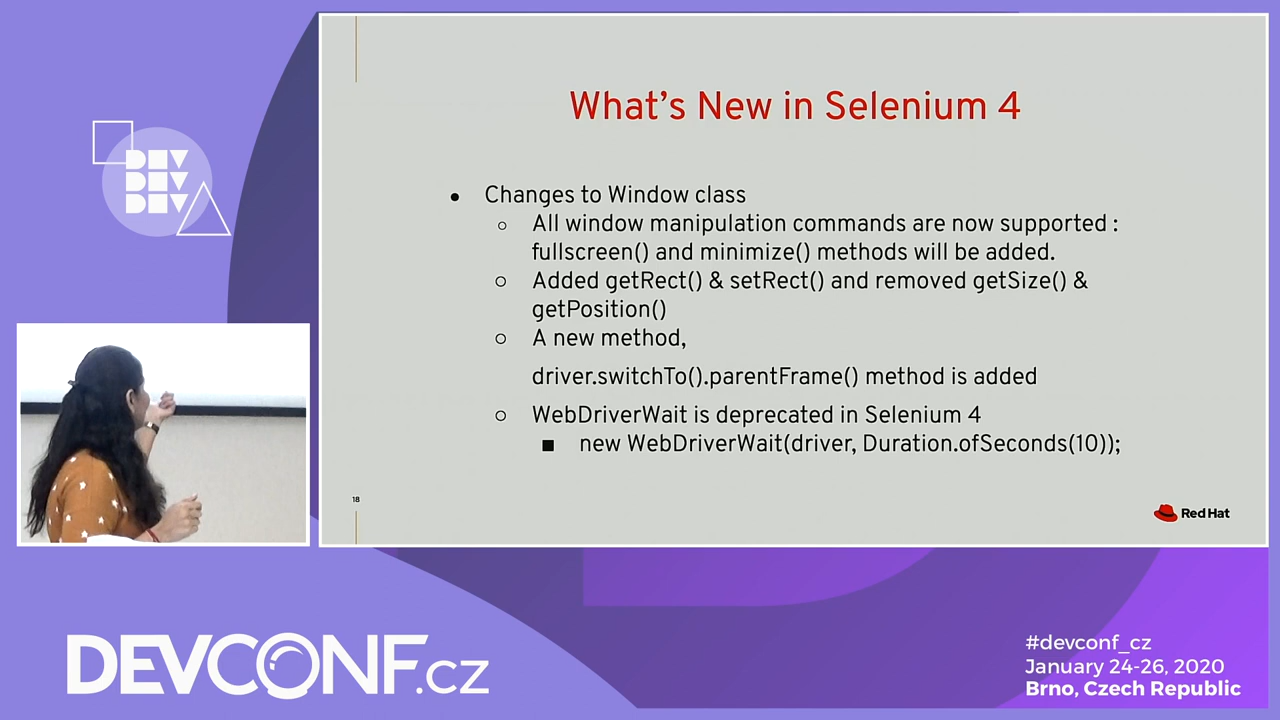 DEV
DEV
DEV
What's New in Selenium 4
● Changes to Window class
○ All window manipulation commands are now supported :
fullscreen() and minimize() methods will be added.
○ Added getRect() & setRect() and removed getSize() &
getPosition()
○ A new method,
driver.switchTo().parentFrame() method is added
○ WebDriverWait is deprecated in Selenium 4
■ new WebDriverWait(driver, Duration.ofSeconds(10));
18
Red Hat
DEVCONF.cz
#devconf_cz
January 24-26, 2020
Brno, Czech Republic